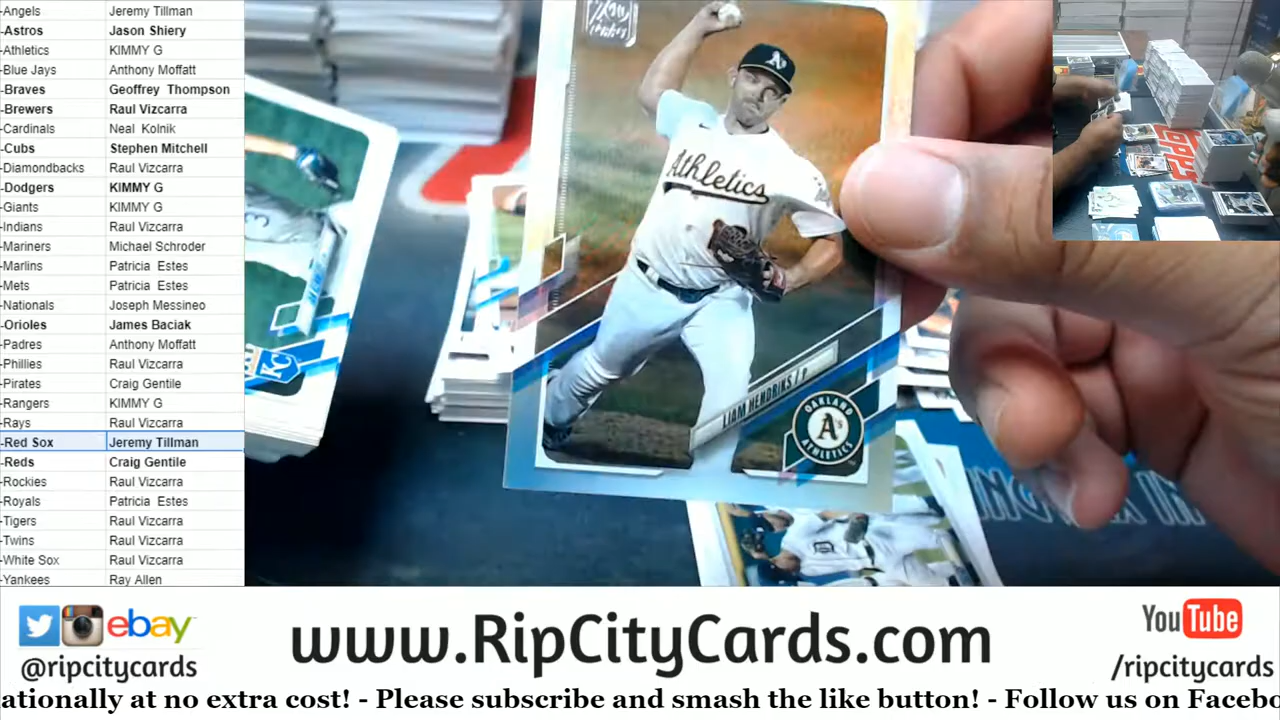 -Angels Jeremy Tillman
-Astros Jason Shiery
-Athletics KIMMY G
-Blue Jays Anthony Moffatt
-Braves Geoffrey Thompson
-Brewers Raul Vizcarra
-Cardinals Neal Kolnik
-Cubs Stephen Mitchell
-Diamondbacks Raul Vizcarra
-Dodgers KIMMY G
-Giants KIMMY G
-Indians Raul Vizcarra
-Mariners Michael Schroder
-Marlins Patricia Estes
-Mets Patricia Estes
-Nationals Joseph Messineo
-Orioles James Baciak
-Padres Anthony Moffatt
-Phillies Raul Vizcarra
-Pirates Craig Gentile
-Rangers KIMMY G
-Rays Raul Vizcarra
-Red Sox Jeremy Tillman
-Reds Craig Gentile
-Rockies Raul Vizcarra
-Royals Patricia Estes
-Tigers Raul Vizcarra
-Twins Raul Vizcarra
-White Sox Raul Vizcarra
-Yankees Ray Allen
A's
Athletics
LIAM HENDRIKS / P
OAKLAND
A's
ATHLETICS
KC
TOPPS
ebay
@ripcitycards
www.RipCityCards.com
YouTube
/ripcitycards
ationally at no extra cost! - Please subscribe and smash the like button! - Follow us on Facebo